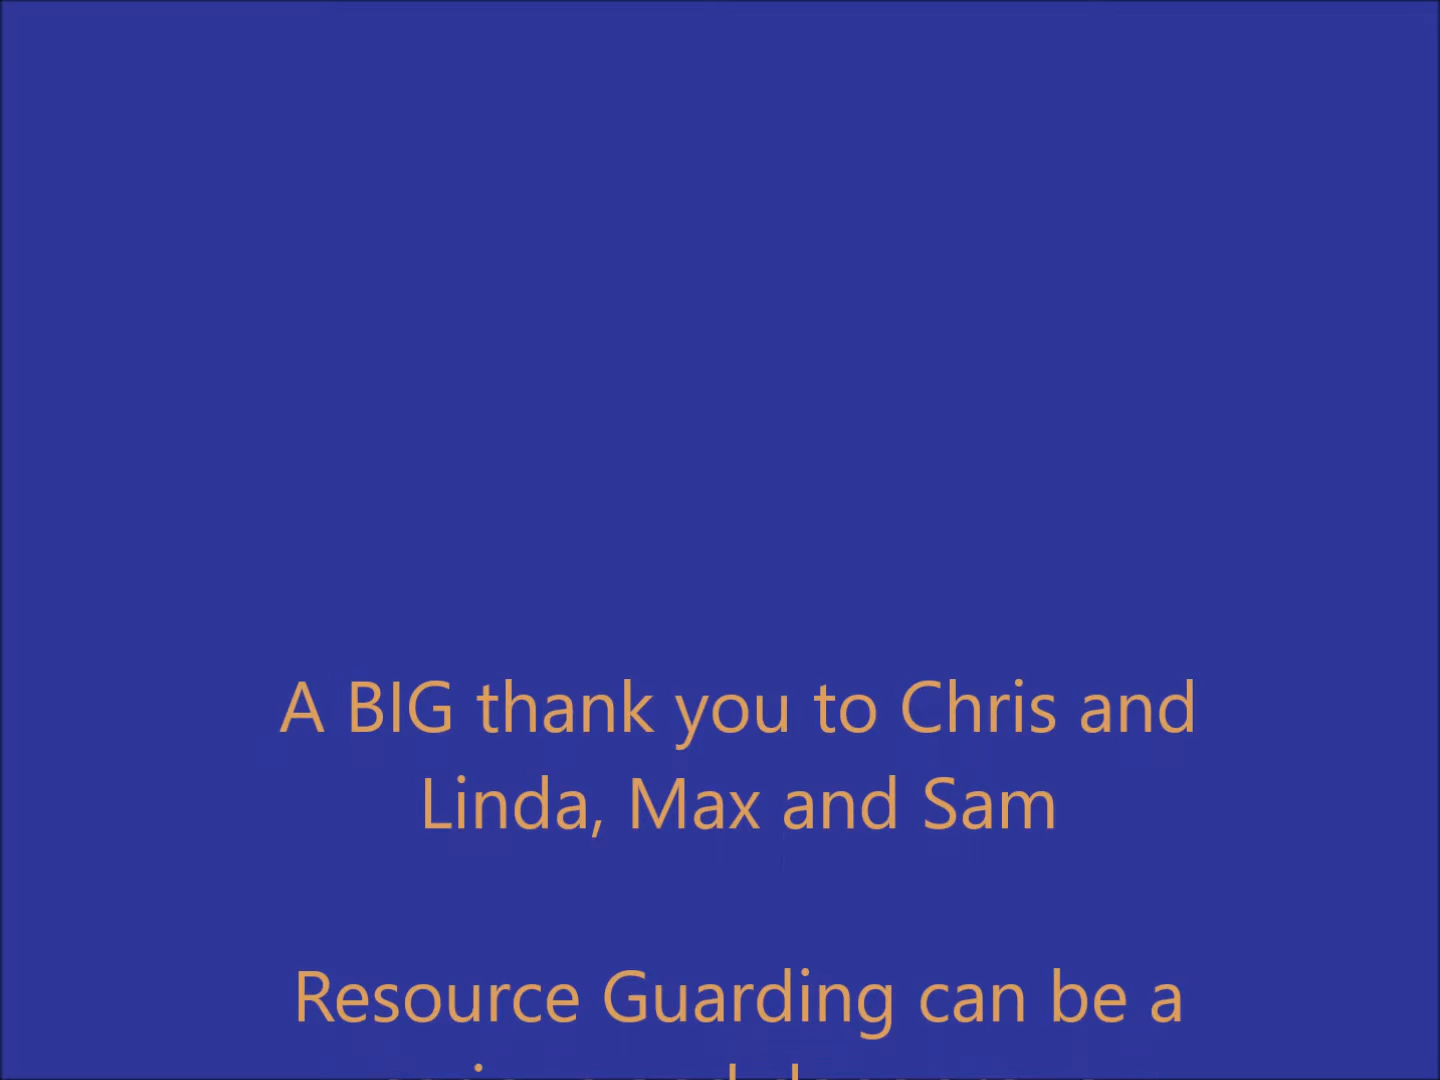 A BIG thank you to Chris and
Linda, Max and Sam
Resource Guarding can be a